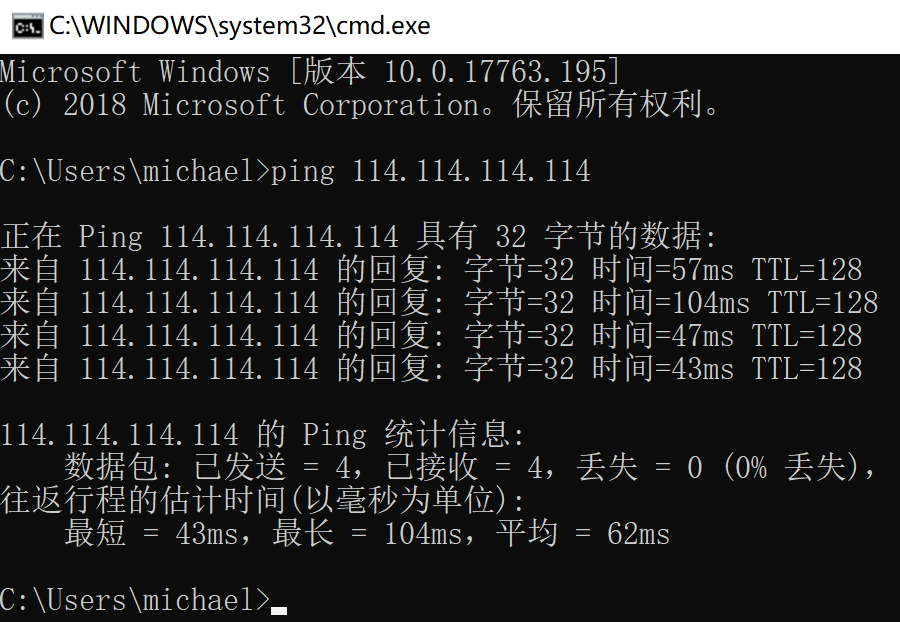 C:\WINDOWS\system32\cmd.exe
Microsoft Windows [版本 10.0.17763.195]
(c) 2018 Microsoft Corporation。保留所有权利。
C:\Users\michael>ping 114.114.114.114
正在 Ping 114.114.114.114 具有 32 字节的数据:
来自 114.114.114.114 的回复: 字节=32 时间=57ms TTL=128
来自 114.114.114.114 的回复: 字节=32 时间=104ms TTL=128
来自 114.114.114.114 的回复: 字节=32 时间=47ms TTL=128
来自 114.114.114.114 的回复: 字节=32 时间=43ms TTL=128
114.114.114.114 的 Ping 统计信息:
数据包: 已发送 = 4，已接收 = 4，丢失 = 0 (0% 丢失)，
往返行程的估计时间(以毫秒为单位):
最短 = 43ms，最长 = 104ms，平均 = 62ms
C:\Users\michael>